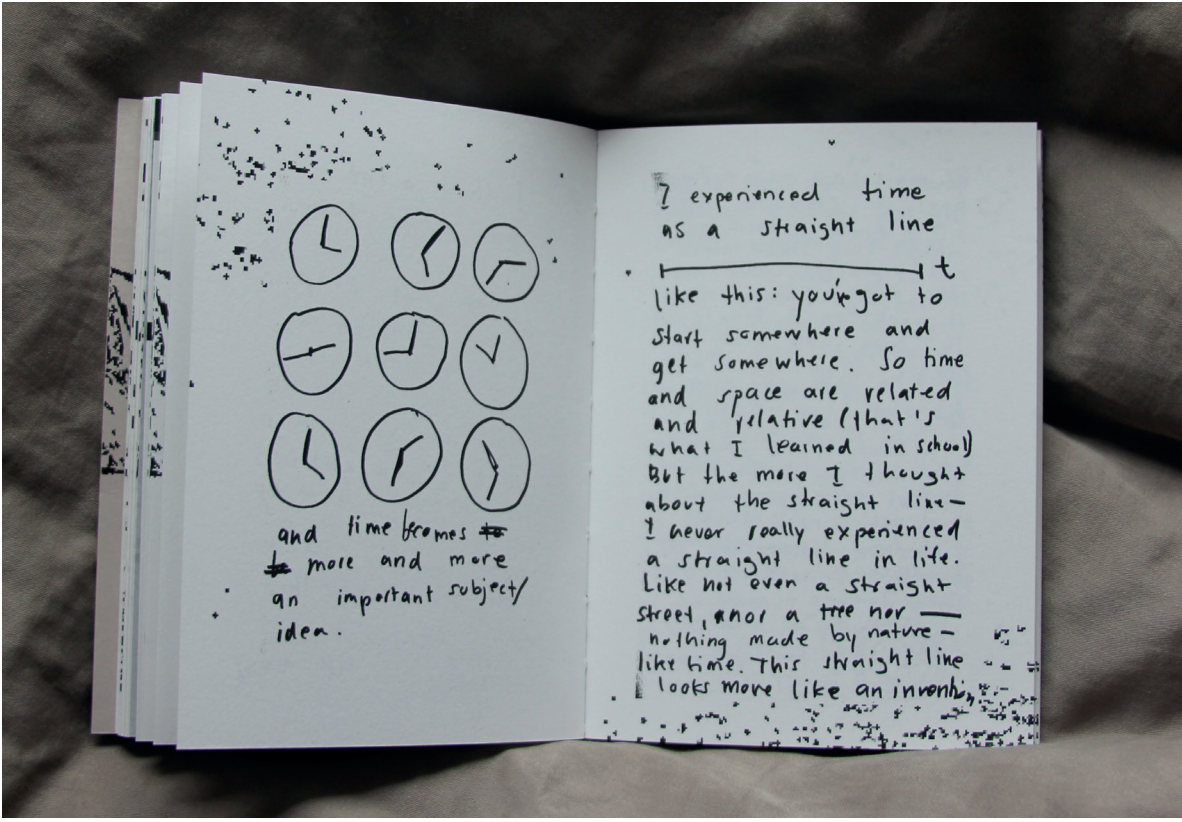 and time becomes
more and more
an important subject/
idea.
I experienced time
as a straight line
t
like this: you're got to
start somewhere and
get somewhere. So time
and space are related
and relative (that's
what I learned in school)
But the more I thought
about the straight line—
I never really experienced
a straight line in life.
Like not even a straight
street, nor a tree nor —
nothing made by nature —
like time. This straight line
looks more like an invention